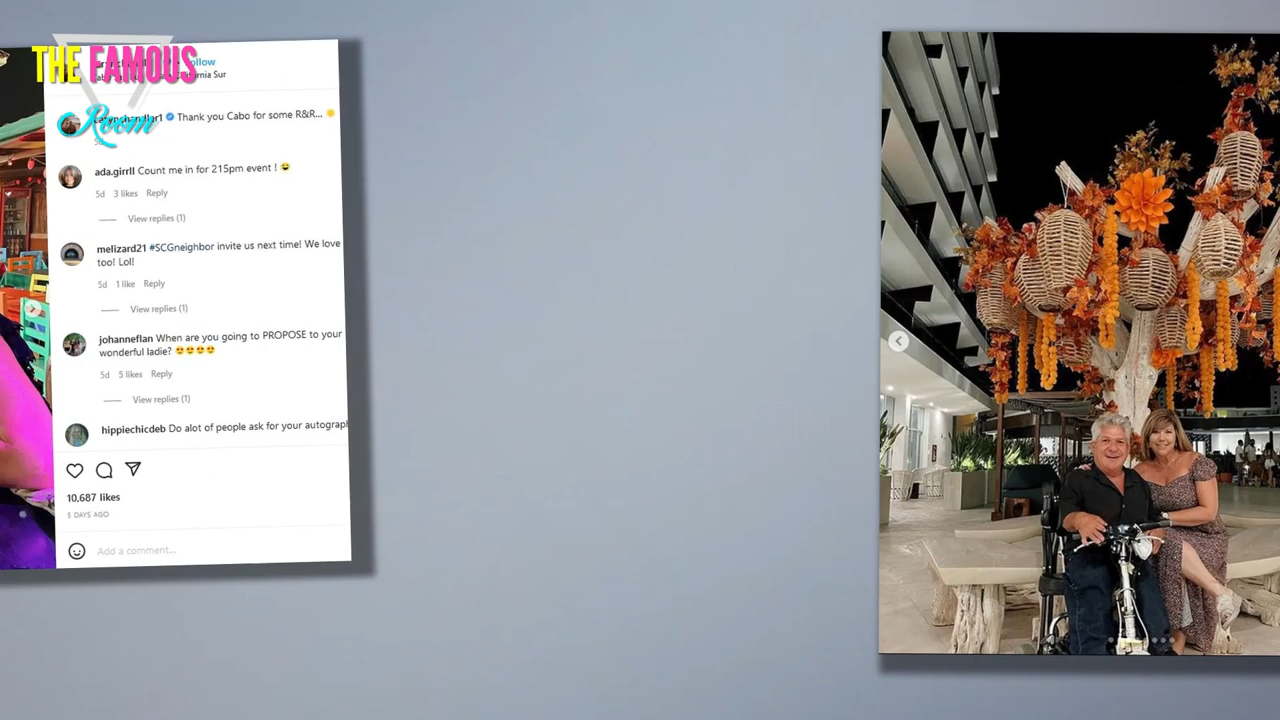 THE FAMOUS
Room
Follow
California Sur
Thank you Cabo for some R&R...
ada.girrll Count me in for 215pm event !
5d 3 likes Reply
View replies (1)
melizard21 #SCGneighbor invite us next time! We love
too! Lol!
5d 1 like Reply
View replies (1)
johanneflan When are you going to PROPOSE to your
wonderful ladie?
5d 5 likes Reply
View replies (1)
hippiechicdeb Do alot of people ask for your autograph
10,687 likes
5 DAYS AGO
Add a comment...